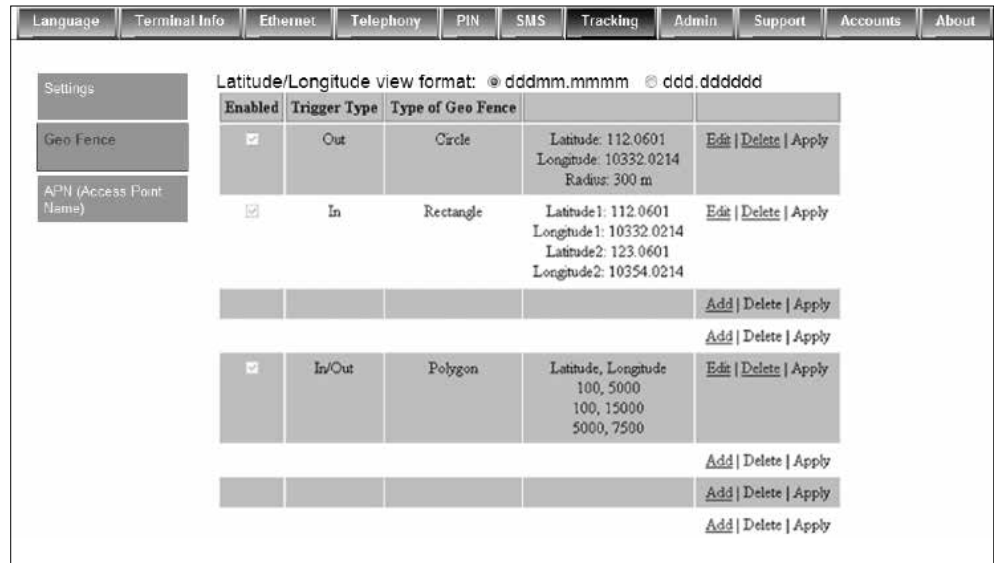 Language Terminal Info Ethernet Telephony PIN SMS Tracking Admin Support Accounts About
Settings
Geo Fence
APN (Access Point
Name)
Latitude/Longitude view format: dddmm.mmmm ddd.dddddd
Enabled Trigger Type Type of Geo Fence
Out Circle Latitude: 112.0601 Edit | Delete | Apply
Longitude: 10332.0214
Radius: 300 m
In Rectangle Latitude1: 112.0601 Edit | Delete | Apply
Longitude1: 10332.0214
Latitude2: 123.0601
Longitude2: 10354.0214
Add | Delete | Apply
Add | Delete | Apply
In/Out Polygon Latitude, Longitude Edit | Delete | Apply
100, 5000
100, 15000
5000, 7500
Add | Delete | Apply
Add | Delete | Apply
Add | Delete | Apply